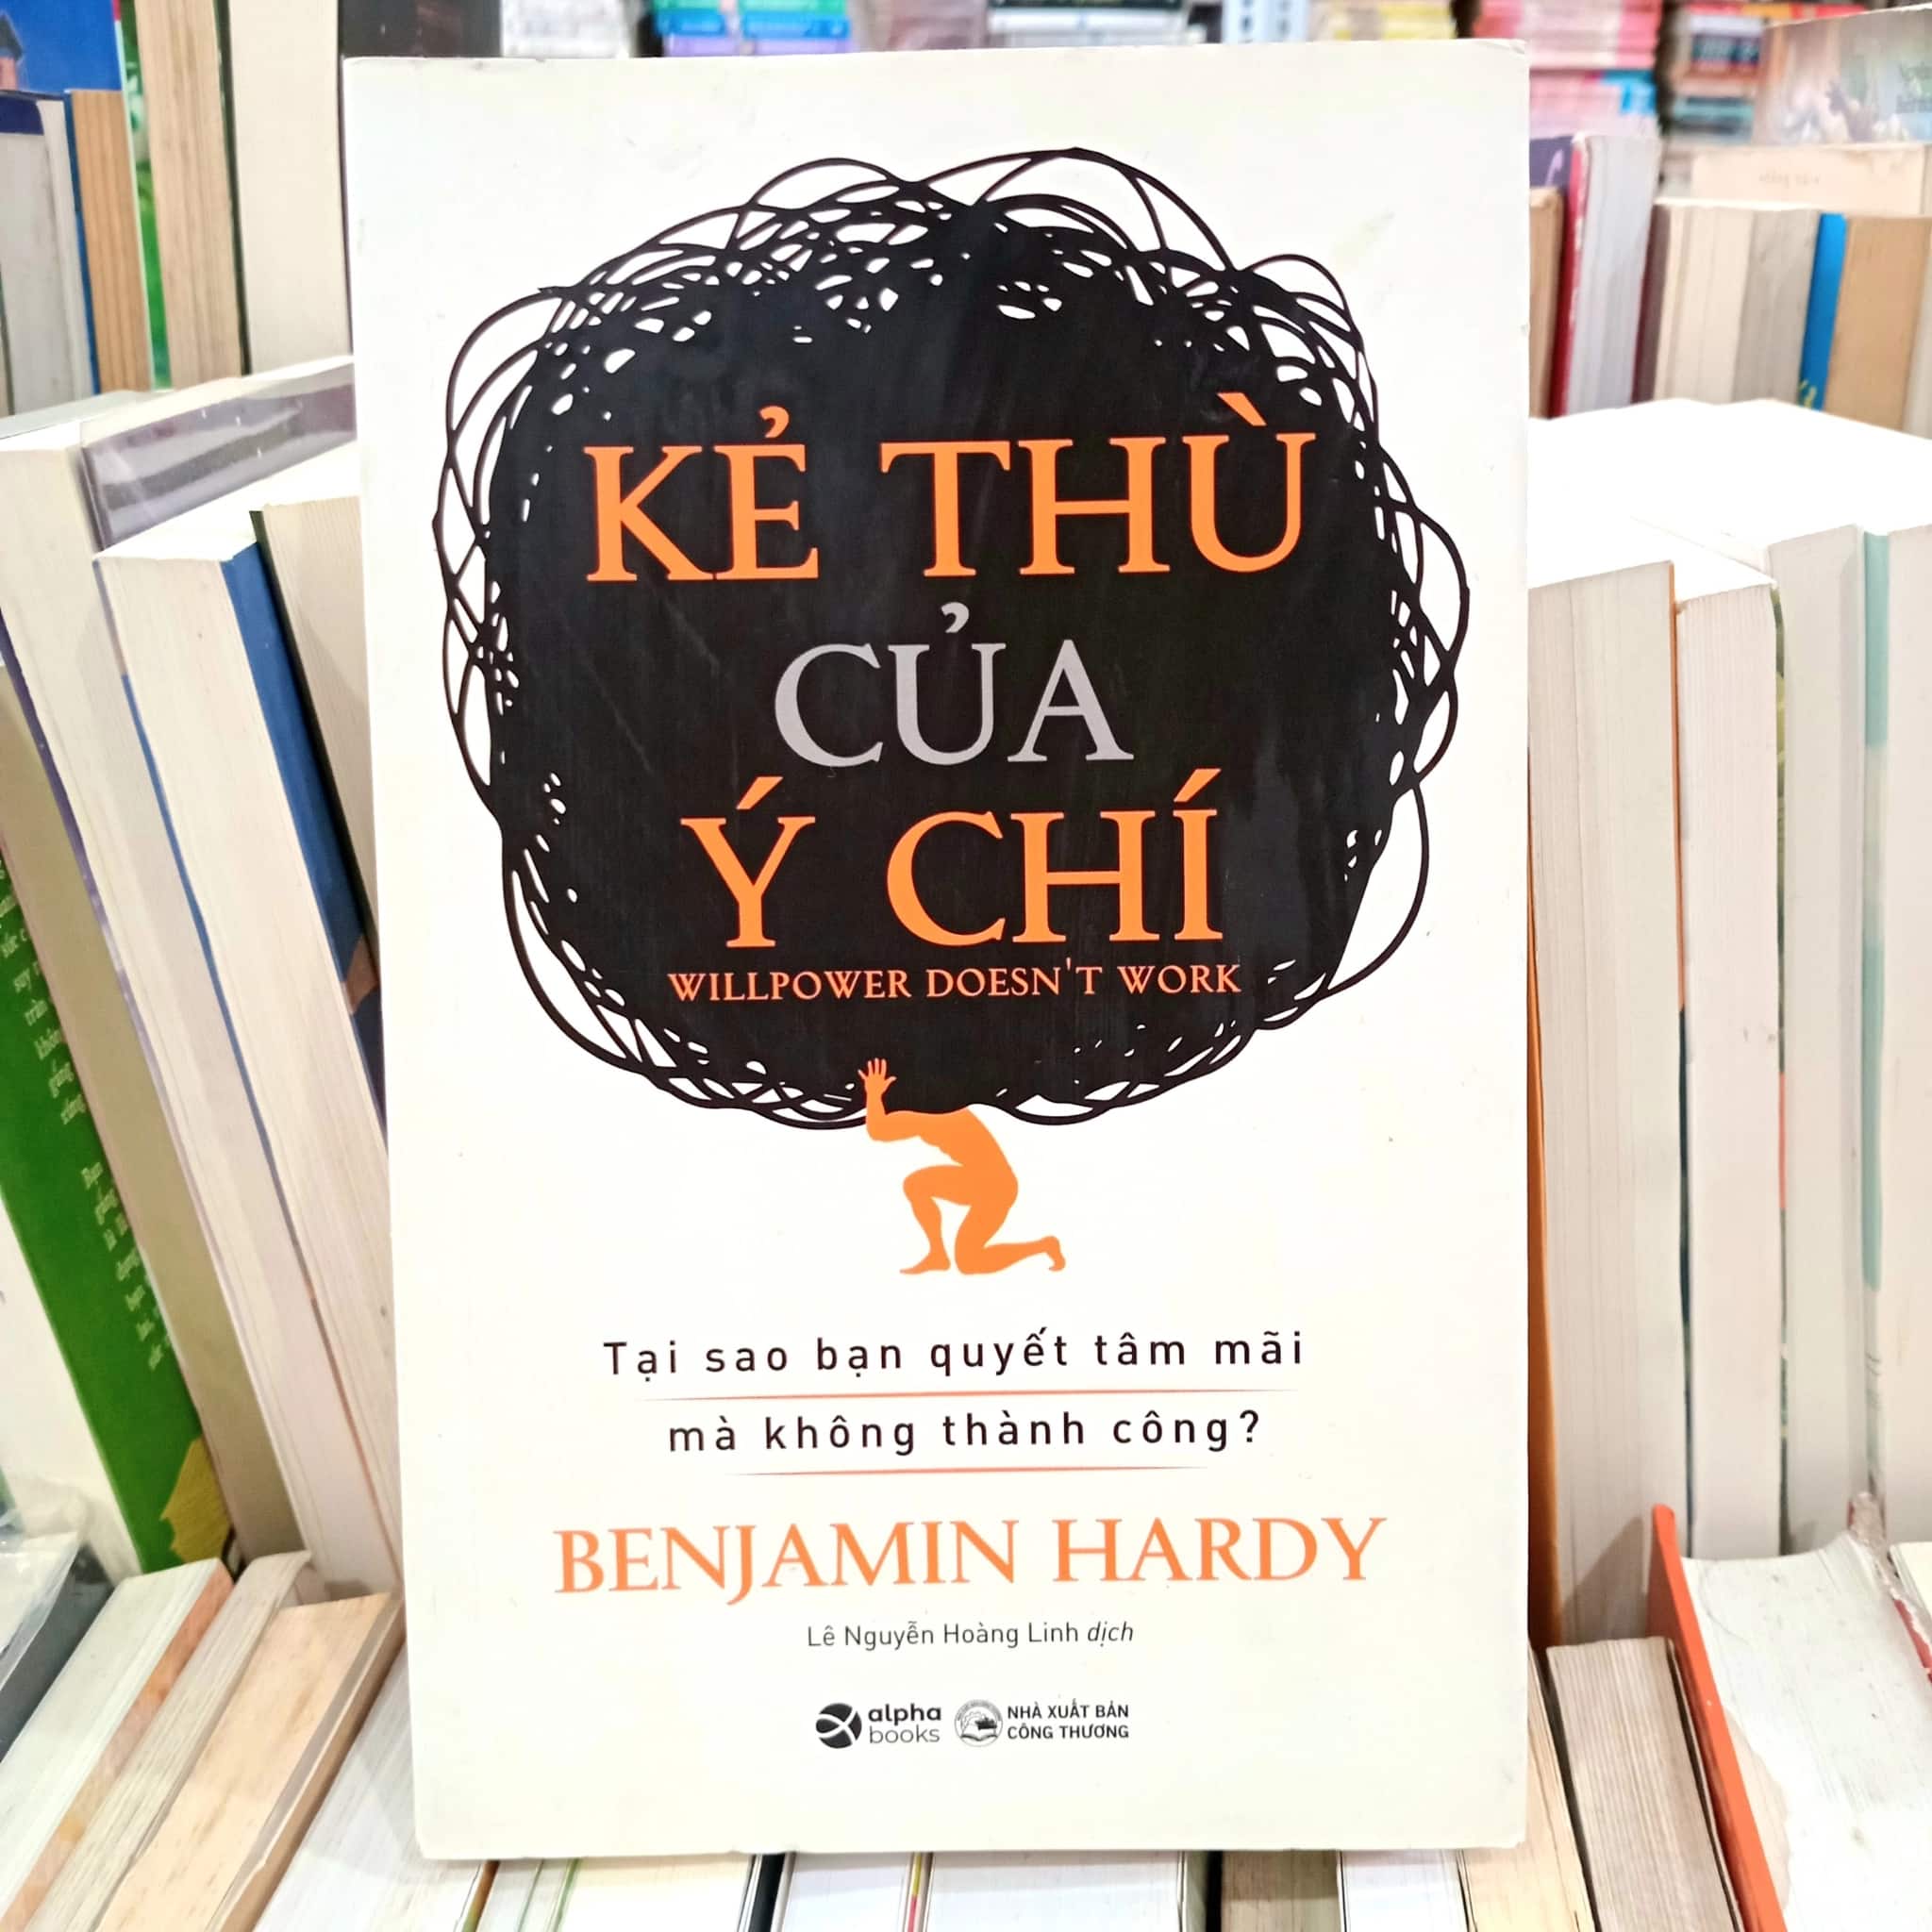 KẺ THÙ
CỦA
Ý CHÍ
WILLPOWER DOESN'T WORK
Tại sao bạn quyết tâm mãi
mà không thành công?
BENJAMIN HARDY
Lê Nguyễn Hoàng Linh dịch
alpha
books
NHÀ XUẤT BẢN
CÔNG THƯƠNG